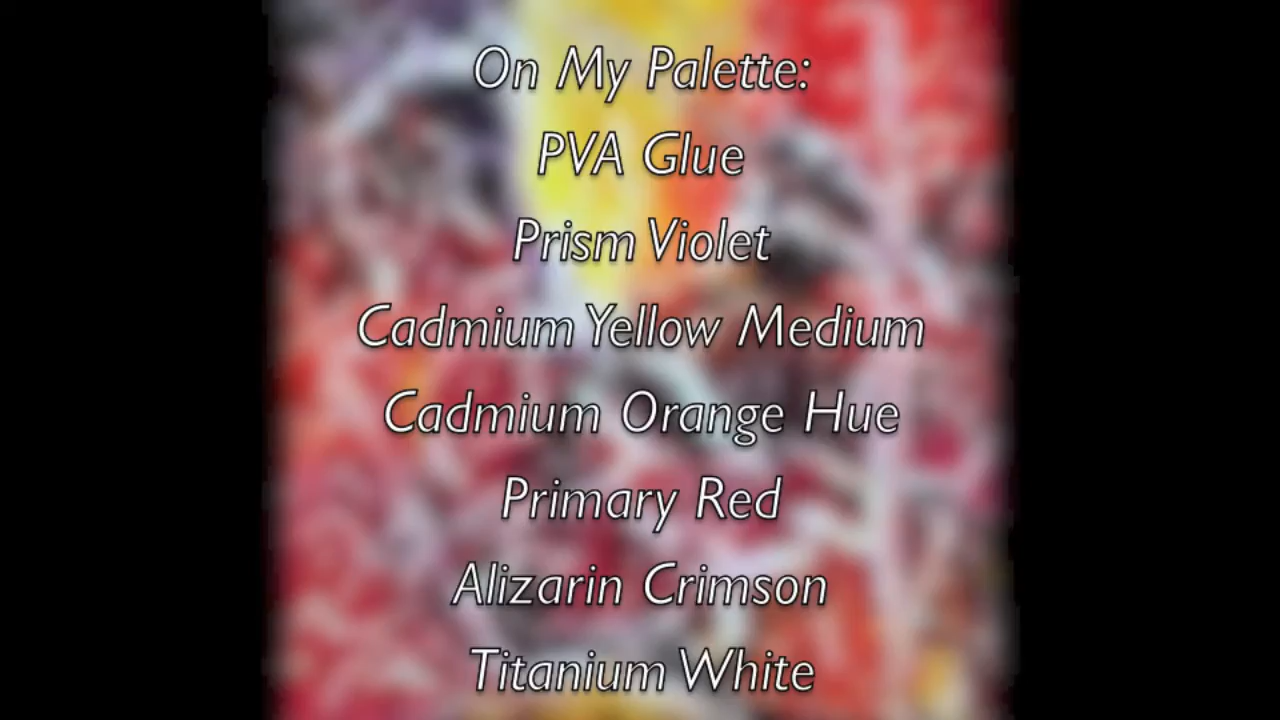 On My Palette:
PVA Glue
Prism Violet
Cadmium Yellow Medium
Cadmium Orange Hue
Primary Red
Alizarin Crimson
Titanium White